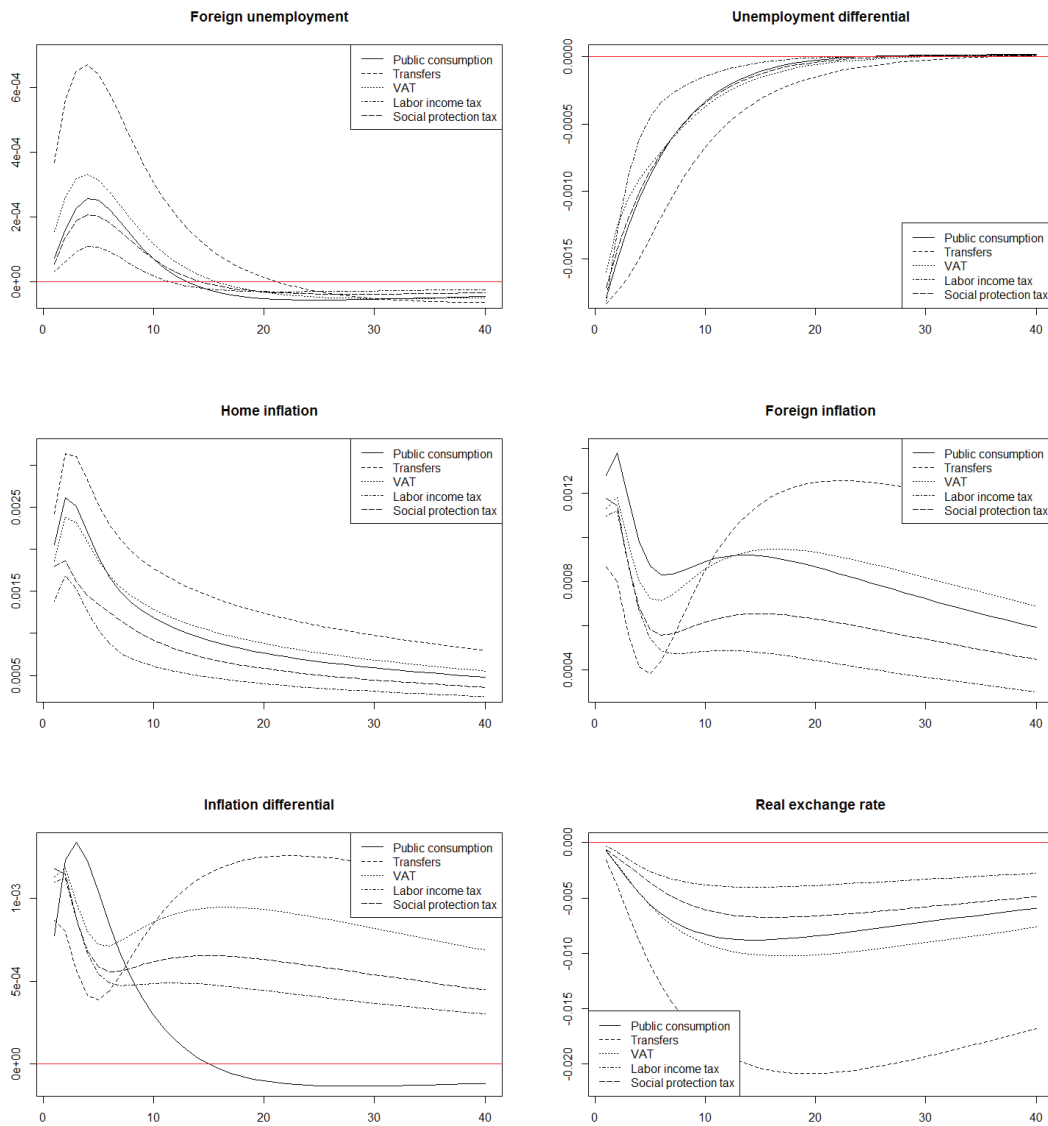 Foreign unemployment
Public consumption
Transfers
VAT
Labor income tax
Social protection tax
6e-04
4e-04
2e-04
0e+00
0 10 20 30 40
Unemployment differential
0.0000
-0.0005
-0.0010
-0.0015
Public consumption
Transfers
VAT
Labor income tax
Social protection tax
0 10 20 30 40
Home inflation
Public consumption
Transfers
VAT
Labor income tax
Social protection tax
0.0025
0.0015
0.0005
0 10 20 30 40
Foreign inflation
Public consumption
Transfers
VAT
Labor income tax
Social protection tax
0.0012
0.0008
0.0004
0 10 20 30 40
Inflation differential
Public consumption
Transfers
VAT
Labor income tax
Social protection tax
1e-03
5e-04
0e+00
0 10 20 30 40
Real exchange rate
0.000
-0.005
-0.010
-0.015
-0.020
Public consumption
Transfers
VAT
Labor income tax
Social protection tax
0 10 20 30 40